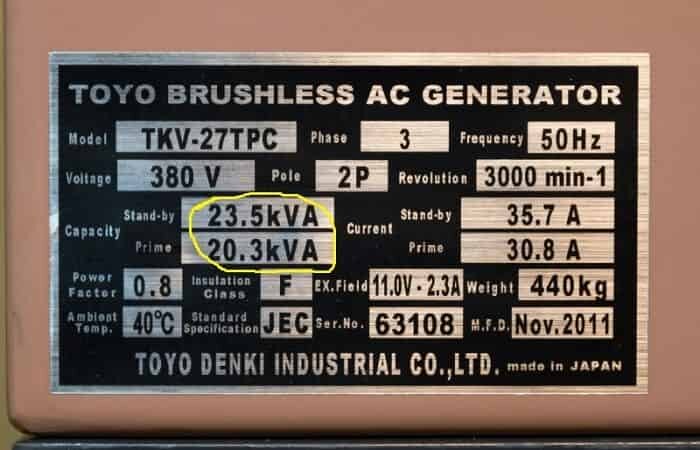 TOYO BRUSHLESS AC GENERATOR
Model TKV-27TPC Phase 3 Frequency 50Hz
Voltage 380 V Pole 2P Revolution 3000 min-1
Capacity Stand-by 23.5kVA Current Stand-by 35.7 A
Prime 20.3kVA Prime 30.8 A
Power Factor 0.8 Insulation Class F EX.Field 11.0V - 2.3A Weight 440kg
Ambient Temp. 40°C Standard Specification JEC Ser.No. 63108 M.F.D. Nov.2011
TOYO DENKI INDUSTRIAL CO.,LTD. made in JAPAN